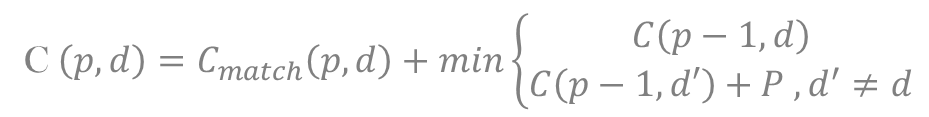 C (p, d) = C_match(p, d) + min { C(p − 1, d)
C(p − 1, d′) + P , d′ ≠ d